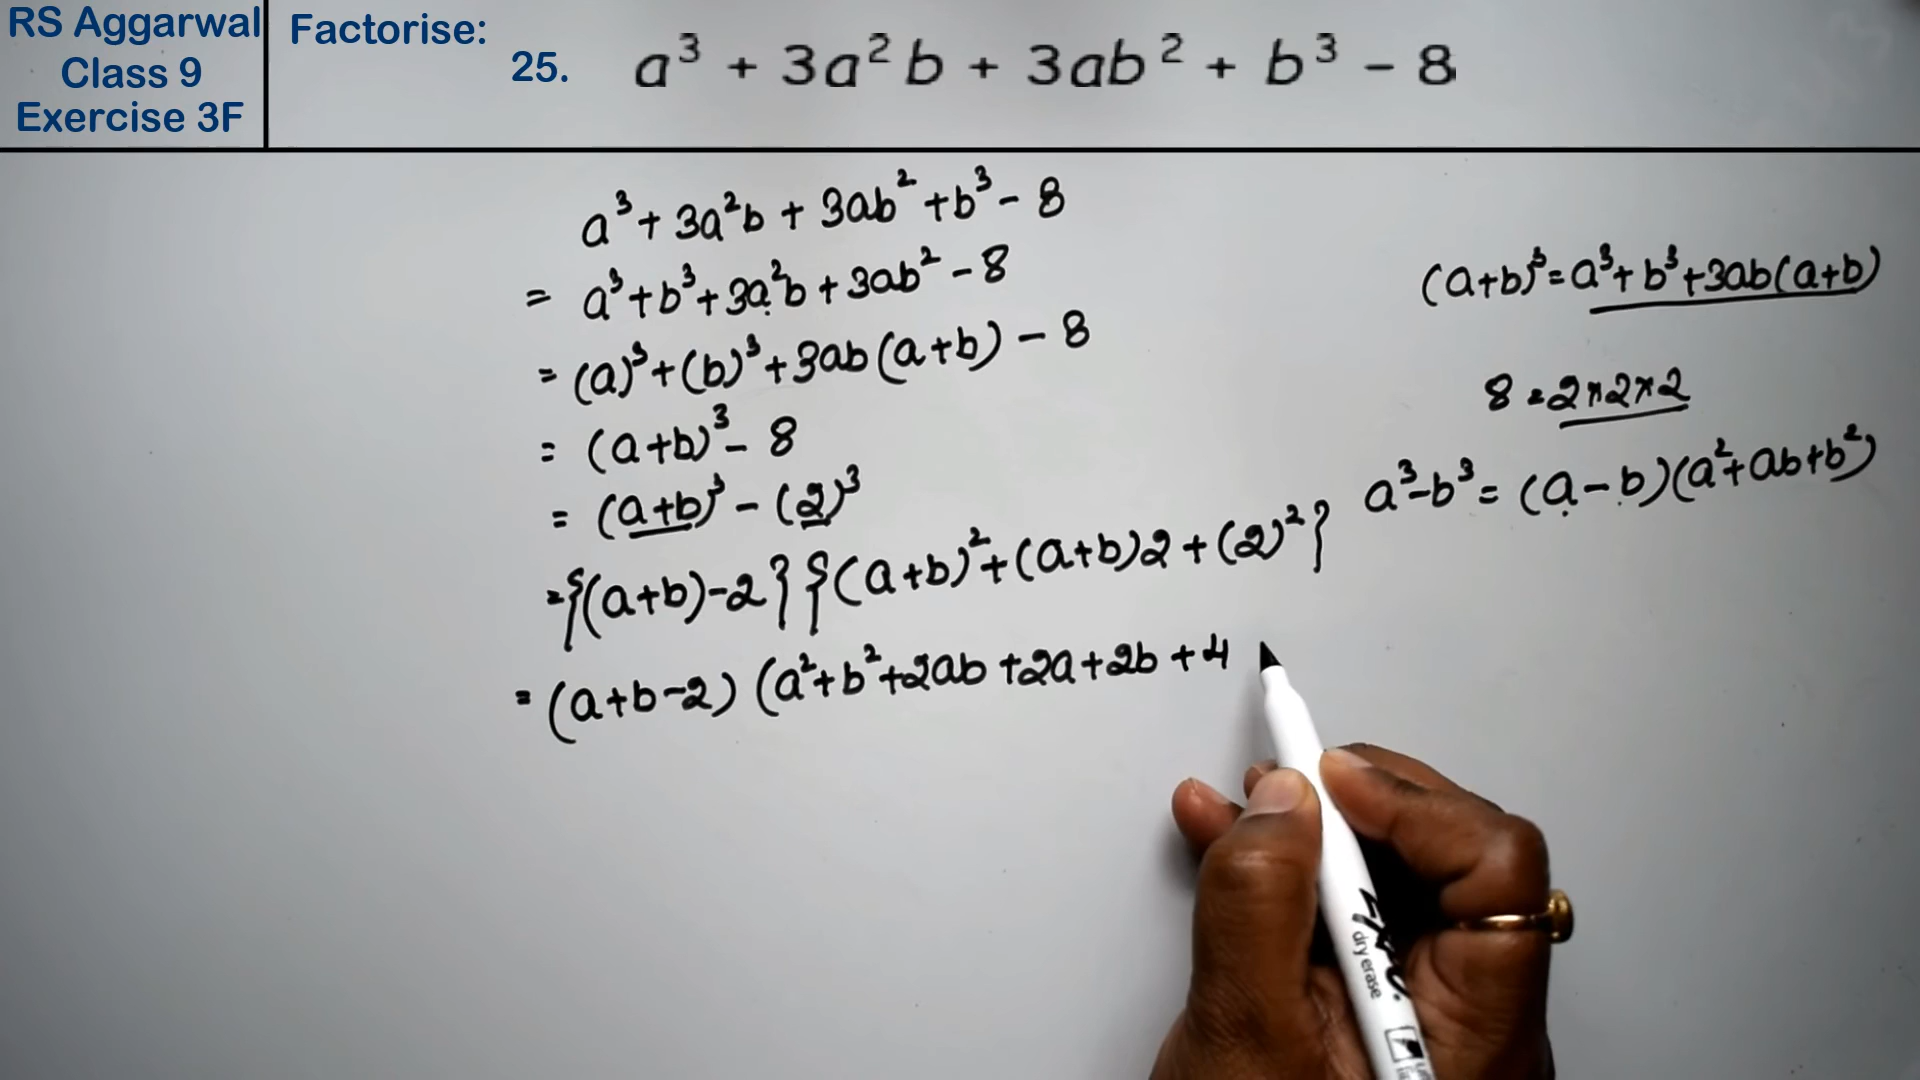 RS Aggarwal
Class 9
Exercise 3F
Factorise:
25. a³ + 3a²b + 3ab² + b³ - 8
a³ + 3a²b + 3ab² + b³ - 8
= a³ + b³ + 3a²b + 3ab² - 8
= (a)³ + (b)³ + 3ab(a+b) - 8
= (a+b)³ - 8
= (a+b)³ - (2)³
= {(a+b)-2} {(a+b)² + (a+b)2 + (2)²}
= (a+b-2) (a²+b²+2ab+2a+2b+4
(a+b)³ = a³+b³+3ab(a+b)
8 = 2×2×2
a³-b³ = (a-b)(a²+ab+b²)
dry erase